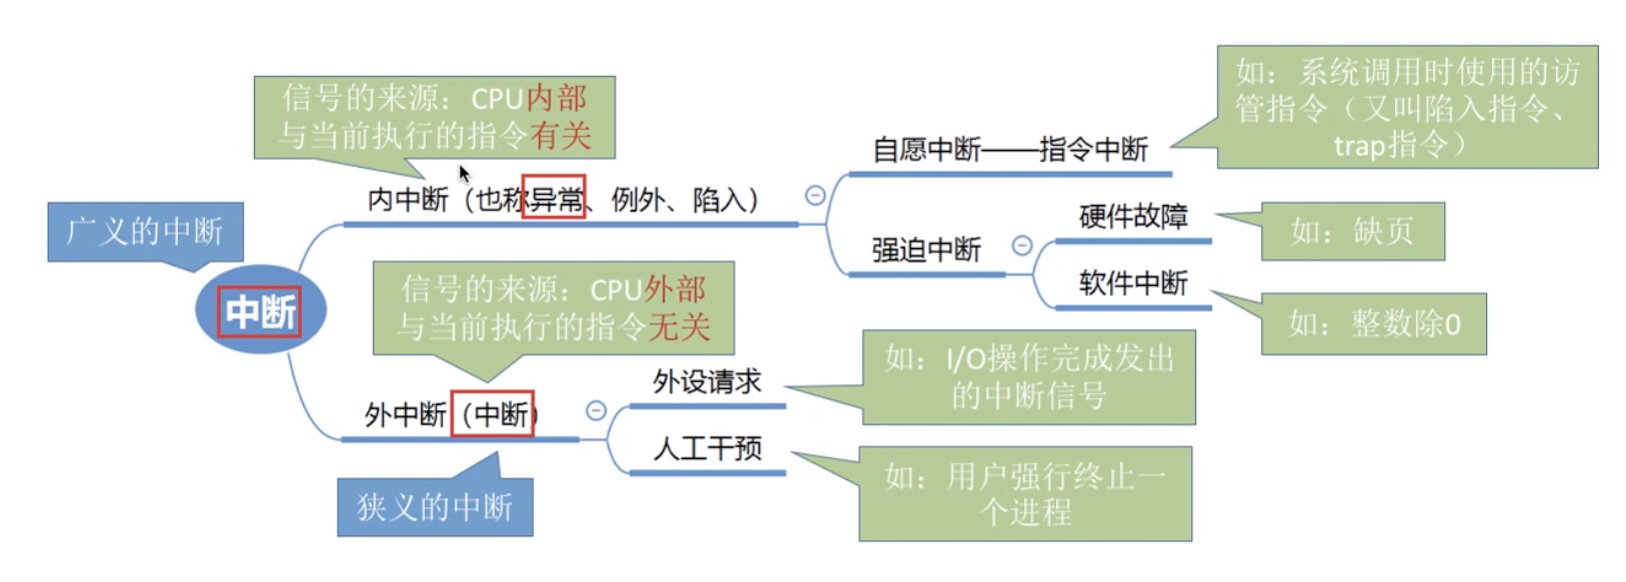 信号的来源：CPU内部
与当前执行的指令有关
如：系统调用时使用的访
管指令（又叫陷入指令、
trap指令）
自愿中断——指令中断
内中断（也称异常、例外、陷入）
硬件故障
如：缺页
广义的中断
强迫中断
软件中断
如：整数除0
中断
信号的来源：CPU外部
与当前执行的指令无关
外设请求
如：I/O操作完成发出
的中断信号
外中断（中断）
人工干预
如：用户强行终止一
个进程
狭义的中断